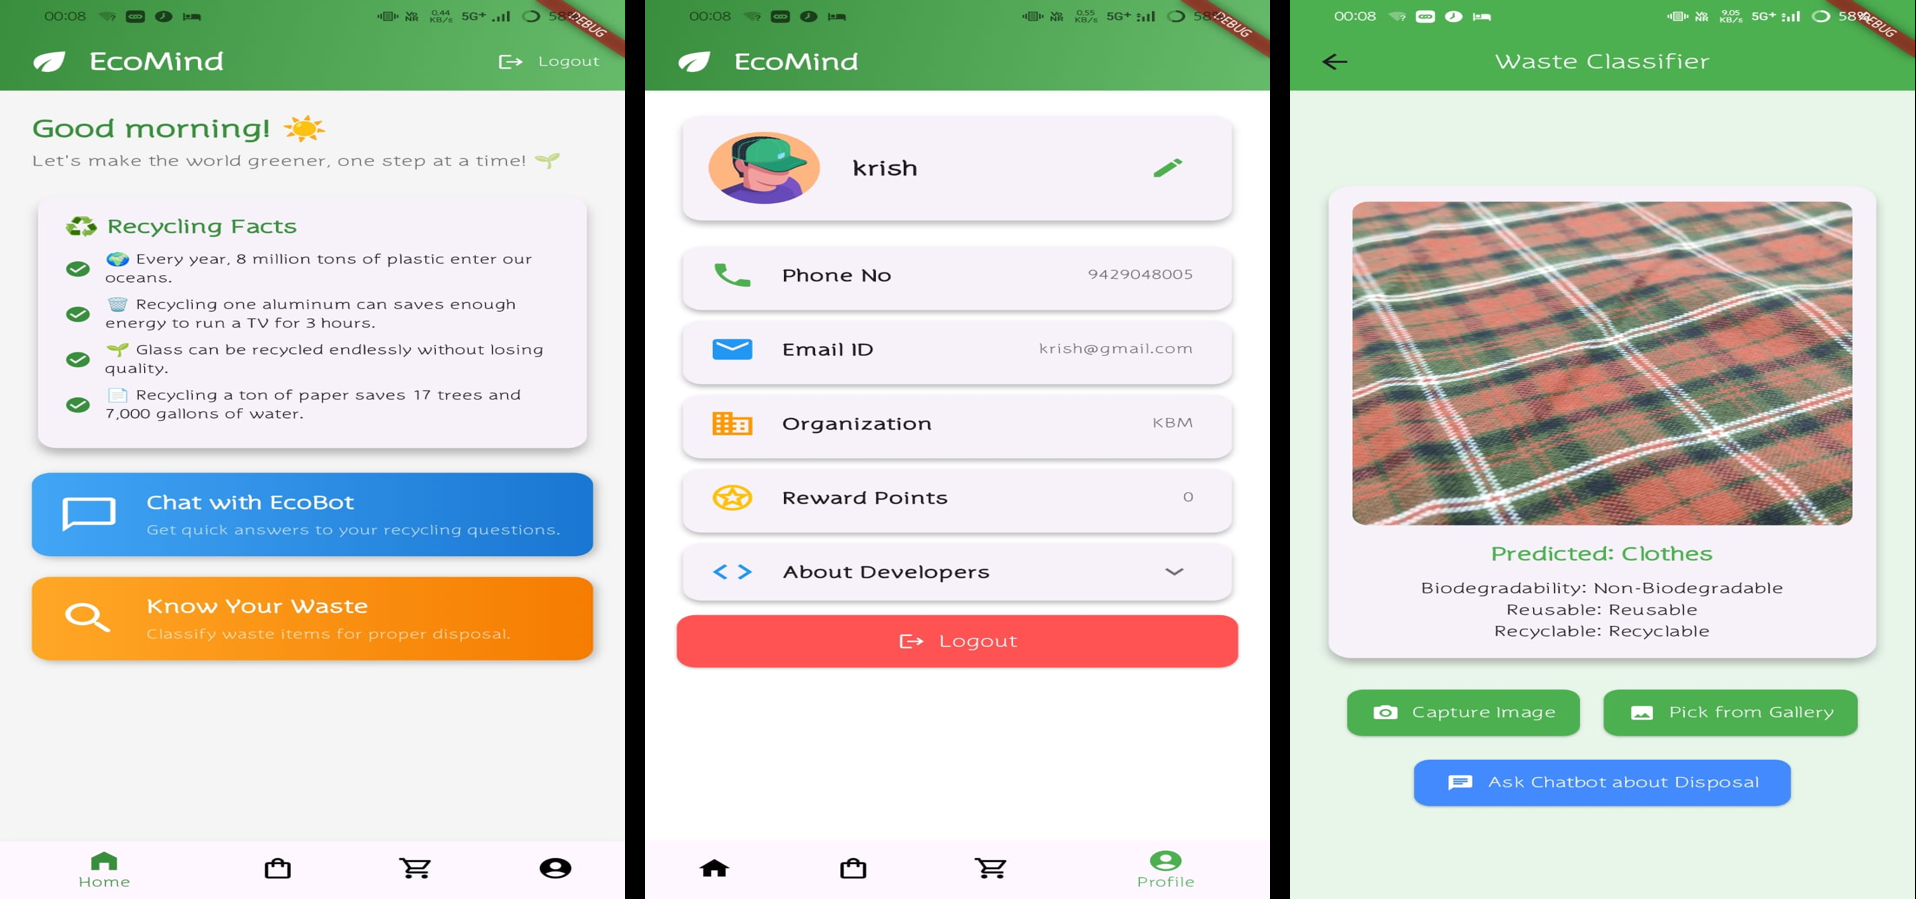 00:08
0.44 KB/s 5G+ 58
DEBUG
EcoMind
Logout
Good morning! ☀️
Let's make the world greener, one step at a time! 🌱
♻️ Recycling Facts
🌍 Every year, 8 million tons of plastic enter our
oceans.
🗑️ Recycling one aluminum can saves enough
energy to run a TV for 3 hours.
🌱 Glass can be recycled endlessly without losing
quality.
📄 Recycling a ton of paper saves 17 trees and
7,000 gallons of water.
Chat with EcoBot
Get quick answers to your recycling questions.
Know Your Waste
Classify waste items for proper disposal.
Home
00:08
0.55 KB/s 5G+ 58
DEBUG
EcoMind
krish
Phone No 9429048005
Email ID krish@gmail.com
Organization KBM
Reward Points 0
About Developers
Logout
Profile
00:08
9.05 KB/s 5G+ 58%
DEBUG
Waste Classifier
Predicted: Clothes
Biodegradability: Non-Biodegradable
Reusable: Reusable
Recyclable: Recyclable
Capture Image
Pick from Gallery
Ask Chatbot about Disposal